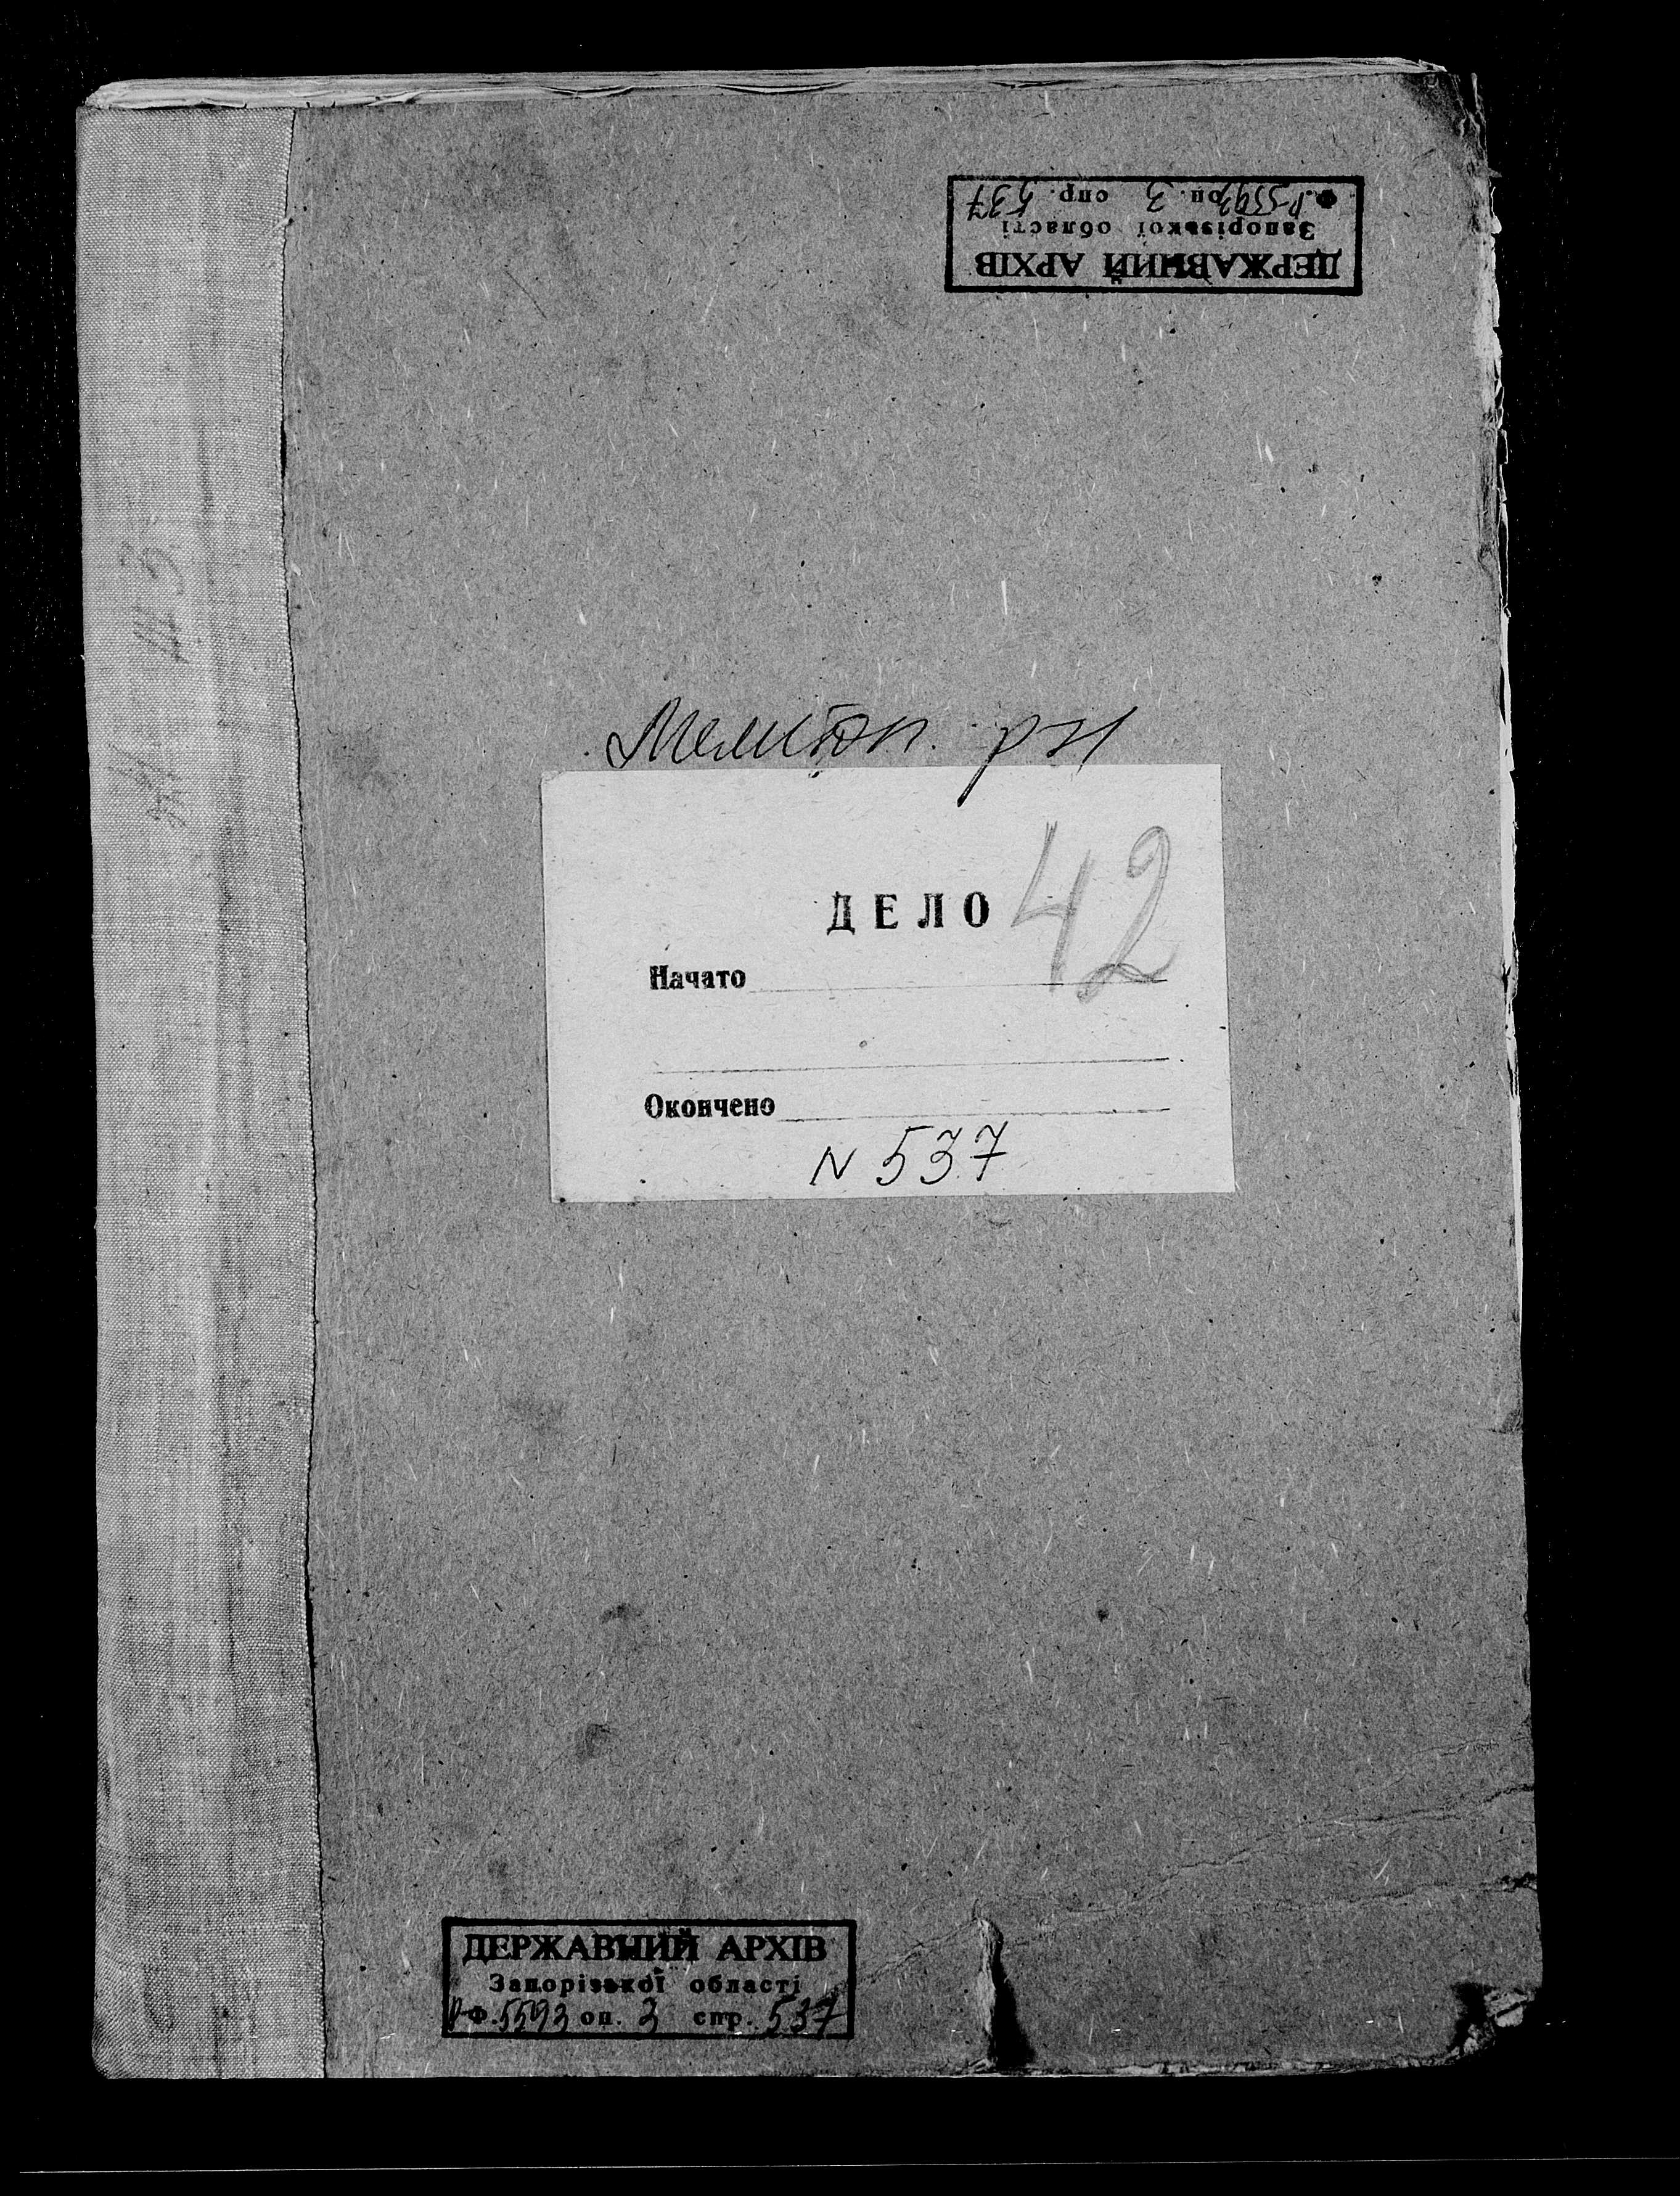 ДЕРЖАВНИЙ АРХІВ
Запорізької області
Ф. Р-5593 оп. 3 спр. 537
Мелитоп. р-н
ДЕЛО 42
Начато
Окончено
N 537
ДЕРЖАВНИЙ АРХІВ
Запорізької області
Р-Ф. 5593 оп. 3 спр. 537